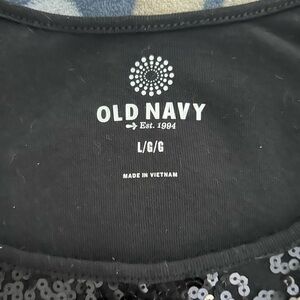 OLD NAVY
Est. 1994
L/G/G
MADE IN VIETNAM